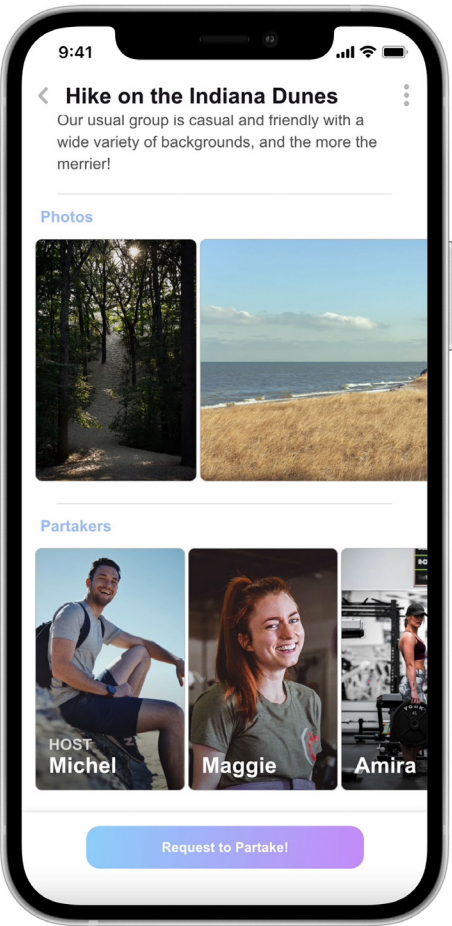 9:41
Hike on the Indiana Dunes
Our usual group is casual and friendly with a
wide variety of backgrounds, and the more the
merrier!
Photos
Partakers
HOST
Michel
Maggie
Amira
YORK
Request to Partake!